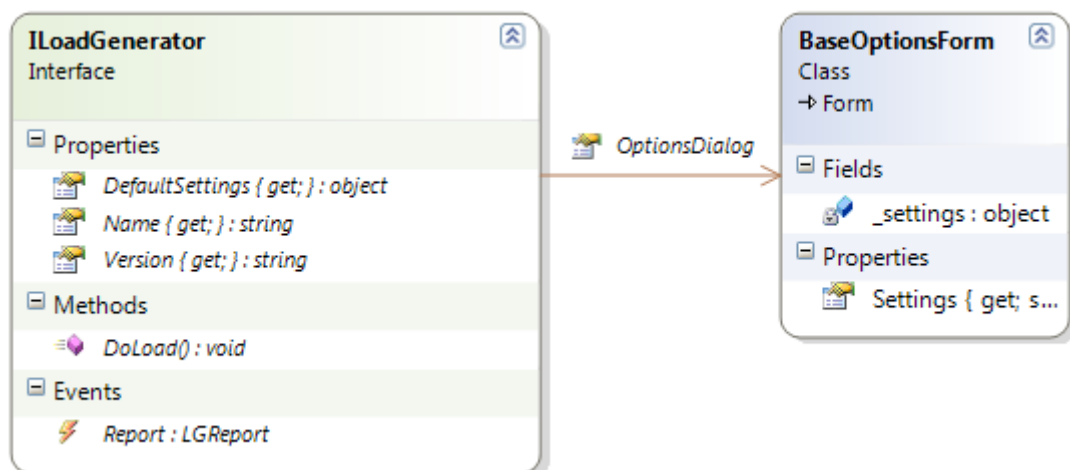 ILoadGenerator
Interface
Properties
DefaultSettings { get; } : object
Name { get; } : string
Version { get; } : string
Methods
DoLoad() : void
Events
Report : LGReport
OptionsDialog
BaseOptionsForm
Class
Form
Fields
_settings : object
Properties
Settings { get; s...